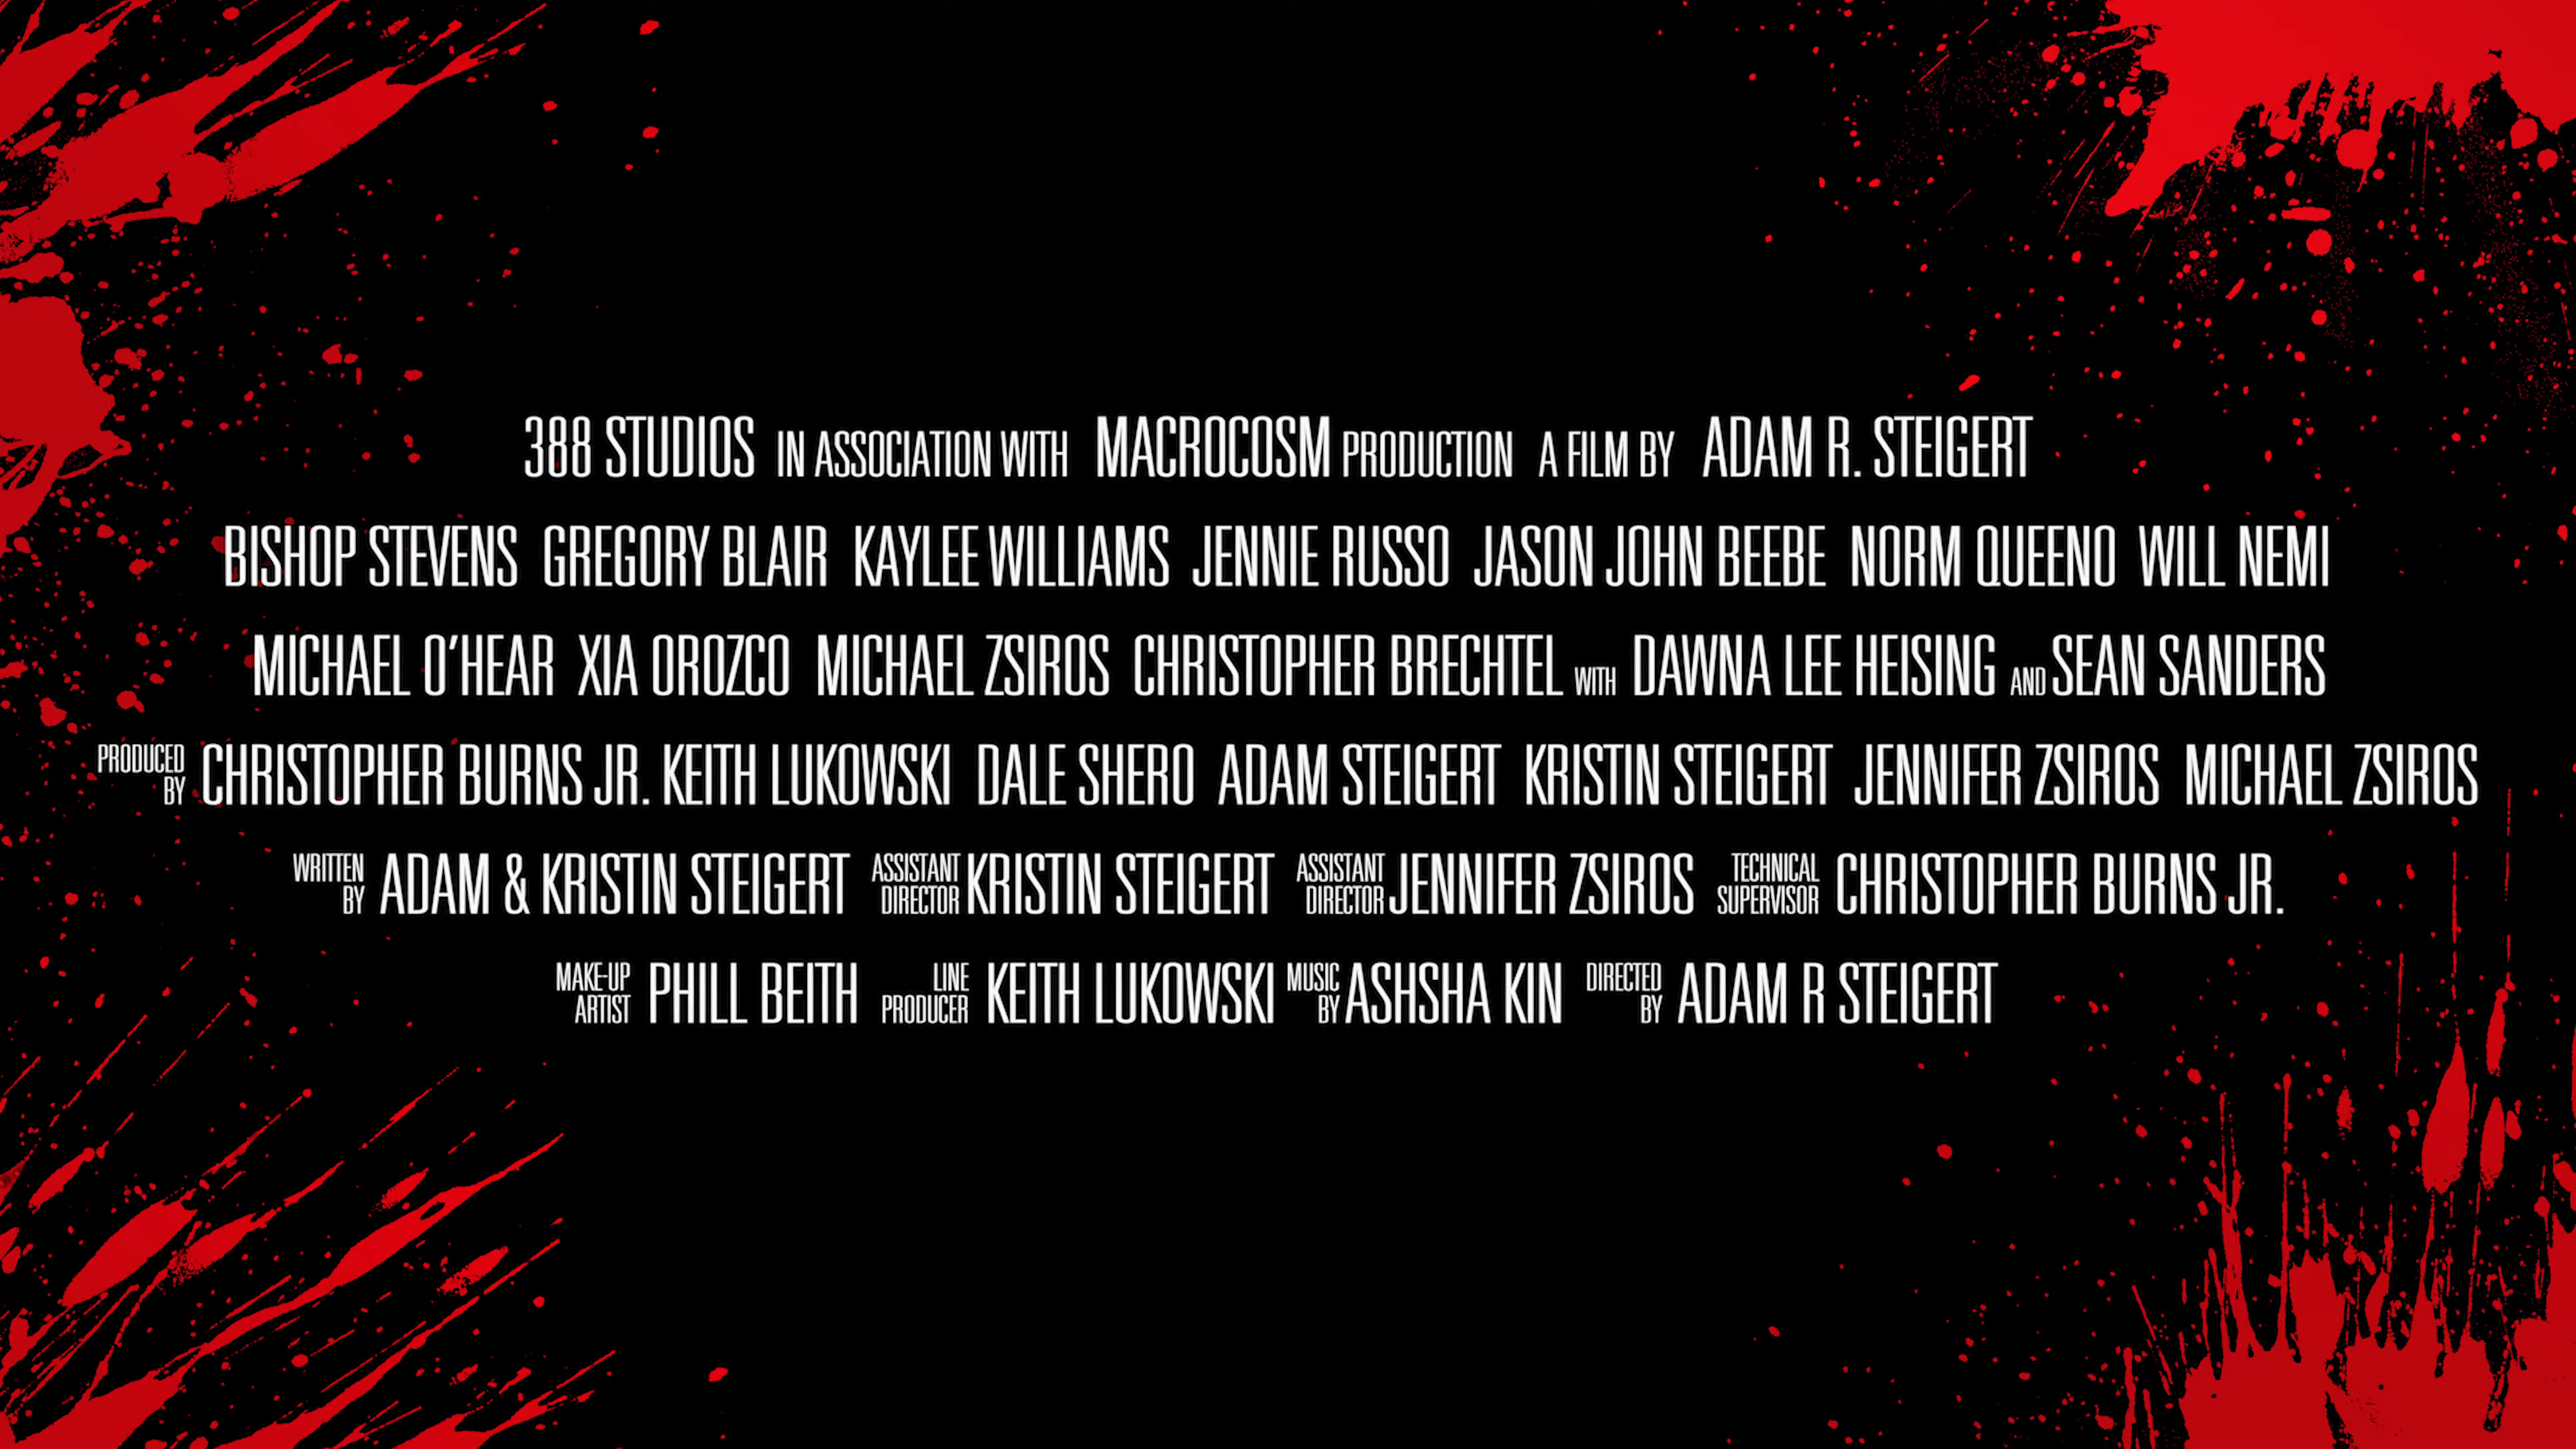 388 STUDIOS IN ASSOCIATION WITH MACROCOSM PRODUCTION A FILM BY ADAM R. STEIGERT
BISHOP STEVENS GREGORY BLAIR KAYLEE WILLIAMS JENNIE RUSSO JASON JOHN BEEBE NORM QUEENO WILL NEMI
MICHAEL O'HEAR XIA OROZCO MICHAEL ZSIROS CHRISTOPHER BRECHTEL WITH DAWNA LEE HEISING AND SEAN SANDERS
PRODUCED BY CHRISTOPHER BURNS JR. KEITH LUKOWSKI DALE SHERO ADAM STEIGERT KRISTIN STEIGERT JENNIFER ZSIROS MICHAEL ZSIROS
WRITTEN BY ADAM & KRISTIN STEIGERT ASSISTANT DIRECTOR KRISTIN STEIGERT ASSISTANT DIRECTOR JENNIFER ZSIROS TECHNICAL SUPERVISOR CHRISTOPHER BURNS JR.
MAKE-UP ARTIST PHILL BEITH LINE PRODUCER KEITH LUKOWSKI MUSIC BY ASHSHA KIN DIRECTED BY ADAM R STEIGERT